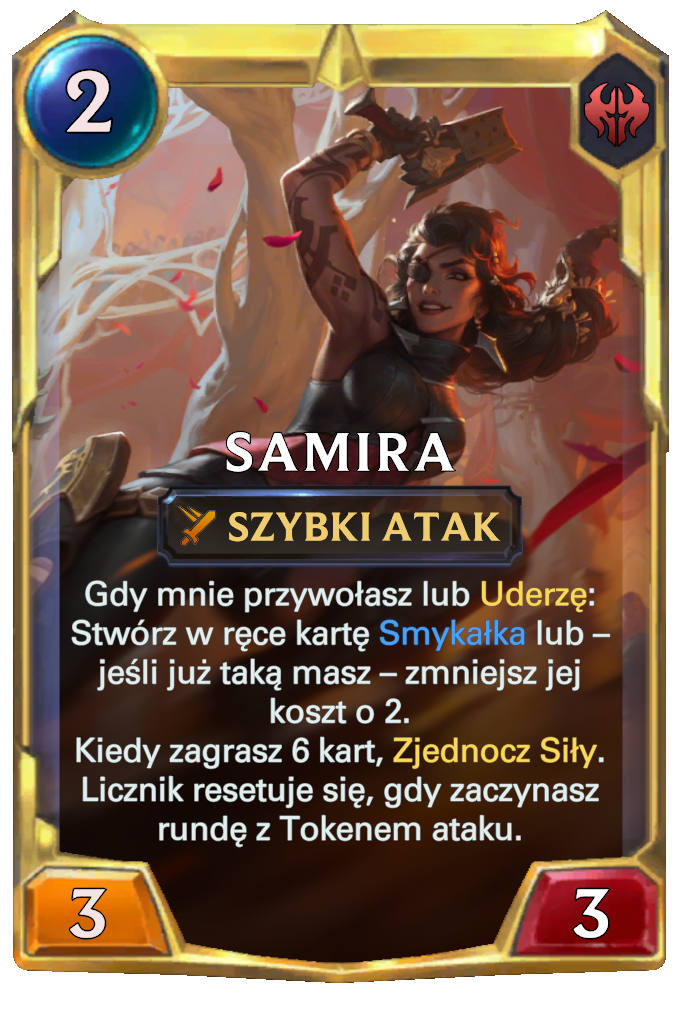 2
SAMIRA
SZYBKI ATAK
Gdy mnie przywołasz lub Uderzę:
Stwórz w ręce kartę Smykałka lub –
jeśli już taką masz – zmniejsz jej
koszt o 2.
Kiedy zagrasz 6 kart, Zjednocz Siły.
Licznik resetuje się, gdy zaczynasz
rundę z Tokenem ataku.
3
3